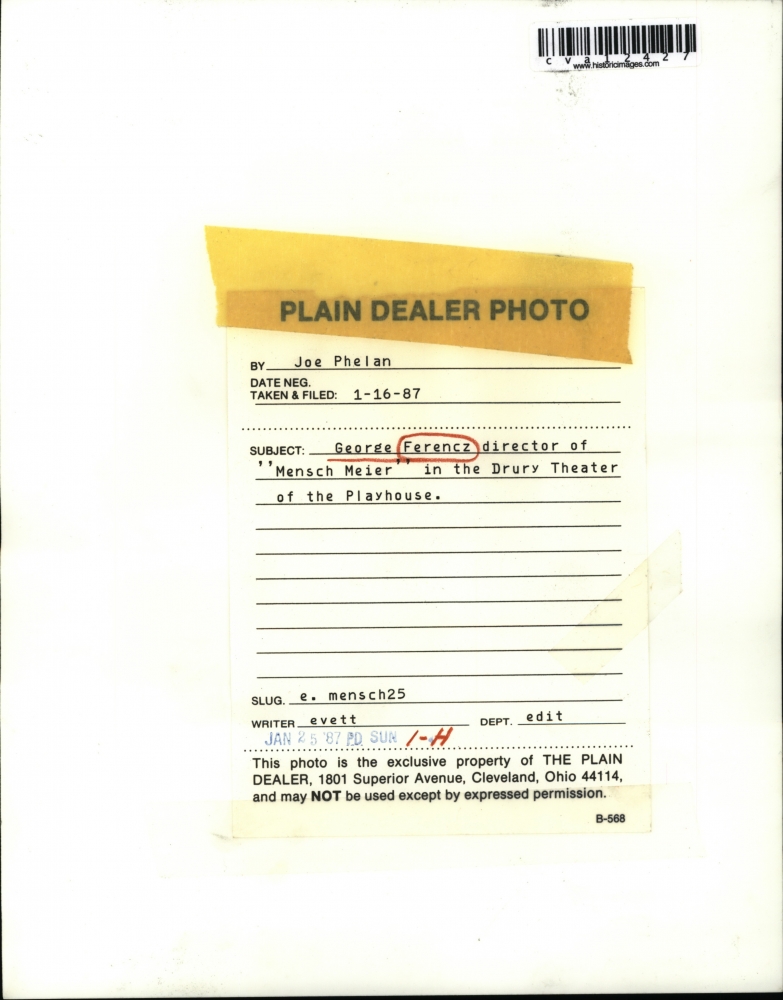 cva12427
www.historicimages.com
PLAIN DEALER PHOTO
BY Joe Phelan
DATE NEG.
TAKEN & FILED: 1-16-87
SUBJECT: George Ferencz director of
''Mensch Meier'' in the Drury Theater
of the Playhouse.
SLUG. e. mensch25
WRITER evett DEPT. edit
JAN 25 '87 PD SUN 1-H
This photo is the exclusive property of THE PLAIN
DEALER, 1801 Superior Avenue, Cleveland, Ohio 44114,
and may NOT be used except by expressed permission.
B-568